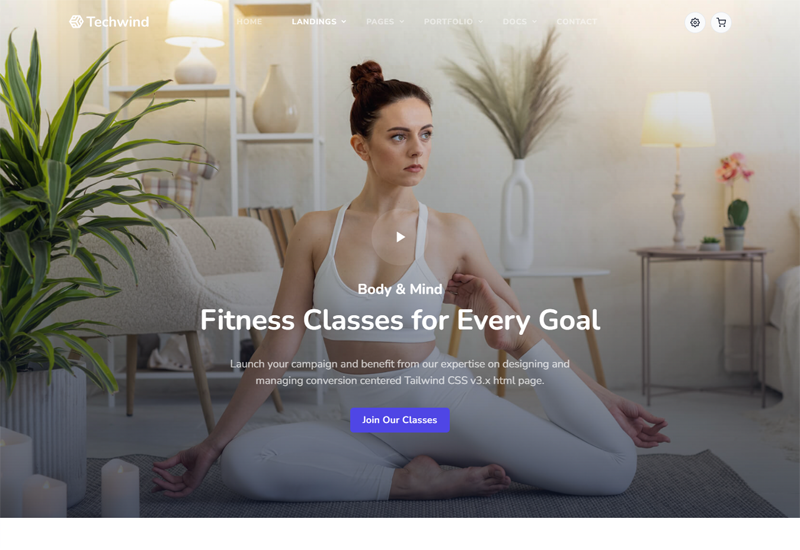 Techwind
HOME LANDINGS PAGES PORTFOLIO DOCS CONTACT
Body & Mind
Fitness Classes for Every Goal
Launch your campaign and benefit from our expertise on designing and
managing conversion centered Tailwind CSS v3.x html page.
Join Our Classes